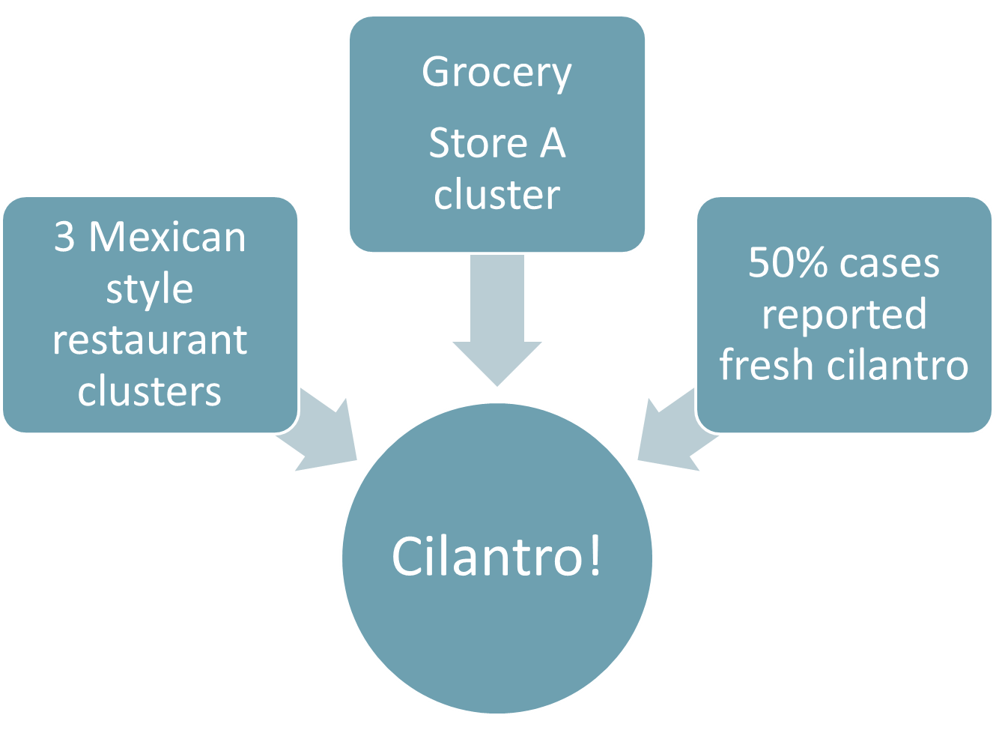 Grocery
Store A
cluster
3 Mexican
style
restaurant
clusters
50% cases
reported
fresh cilantro
Cilantro!